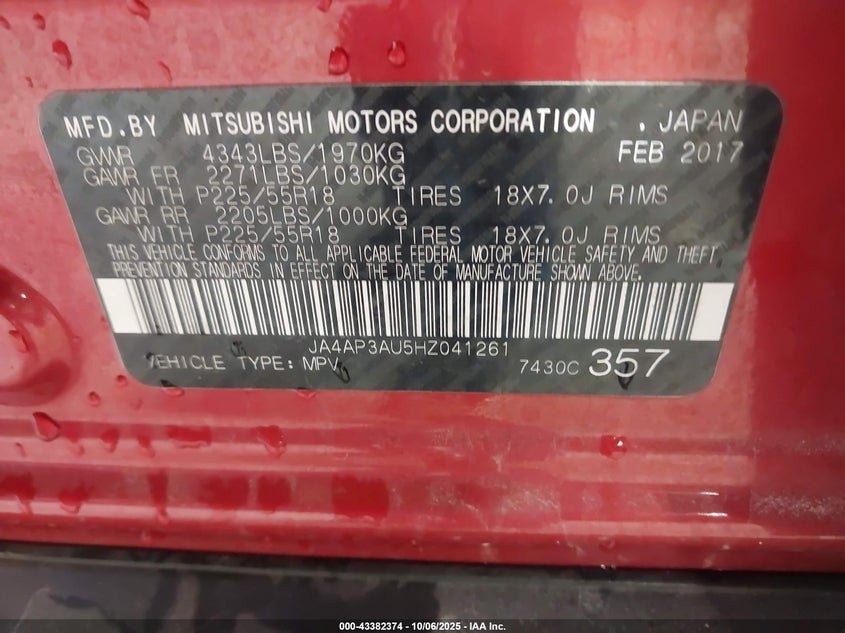 MFD.BY MITSUBISHI MOTORS CORPORATION , JAPAN
GVWR 4343LBS/1970KG FEB 2017
GAWR FR 2271LBS/1030KG
WITH P225/55R18 TIRES 18X7.0J RIMS
GAWR RR 2205LBS/1000KG
WITH P225/55R18 TIRES 18X7.0J RIMS
THIS VEHICLE CONFORMS TO ALL APPLICABLE FEDERAL MOTOR VEHICLE SAFETY AND THEFT
PREVENTION STANDARDS IN EFFECT ON THE DATE OF MANUFACTURE SHOWN ABOVE.
JA4AP3AU5HZ041261
VEHICLE TYPE: MPV 7430C 357
000-43382374 - 10/06/2025 - IAA Inc.